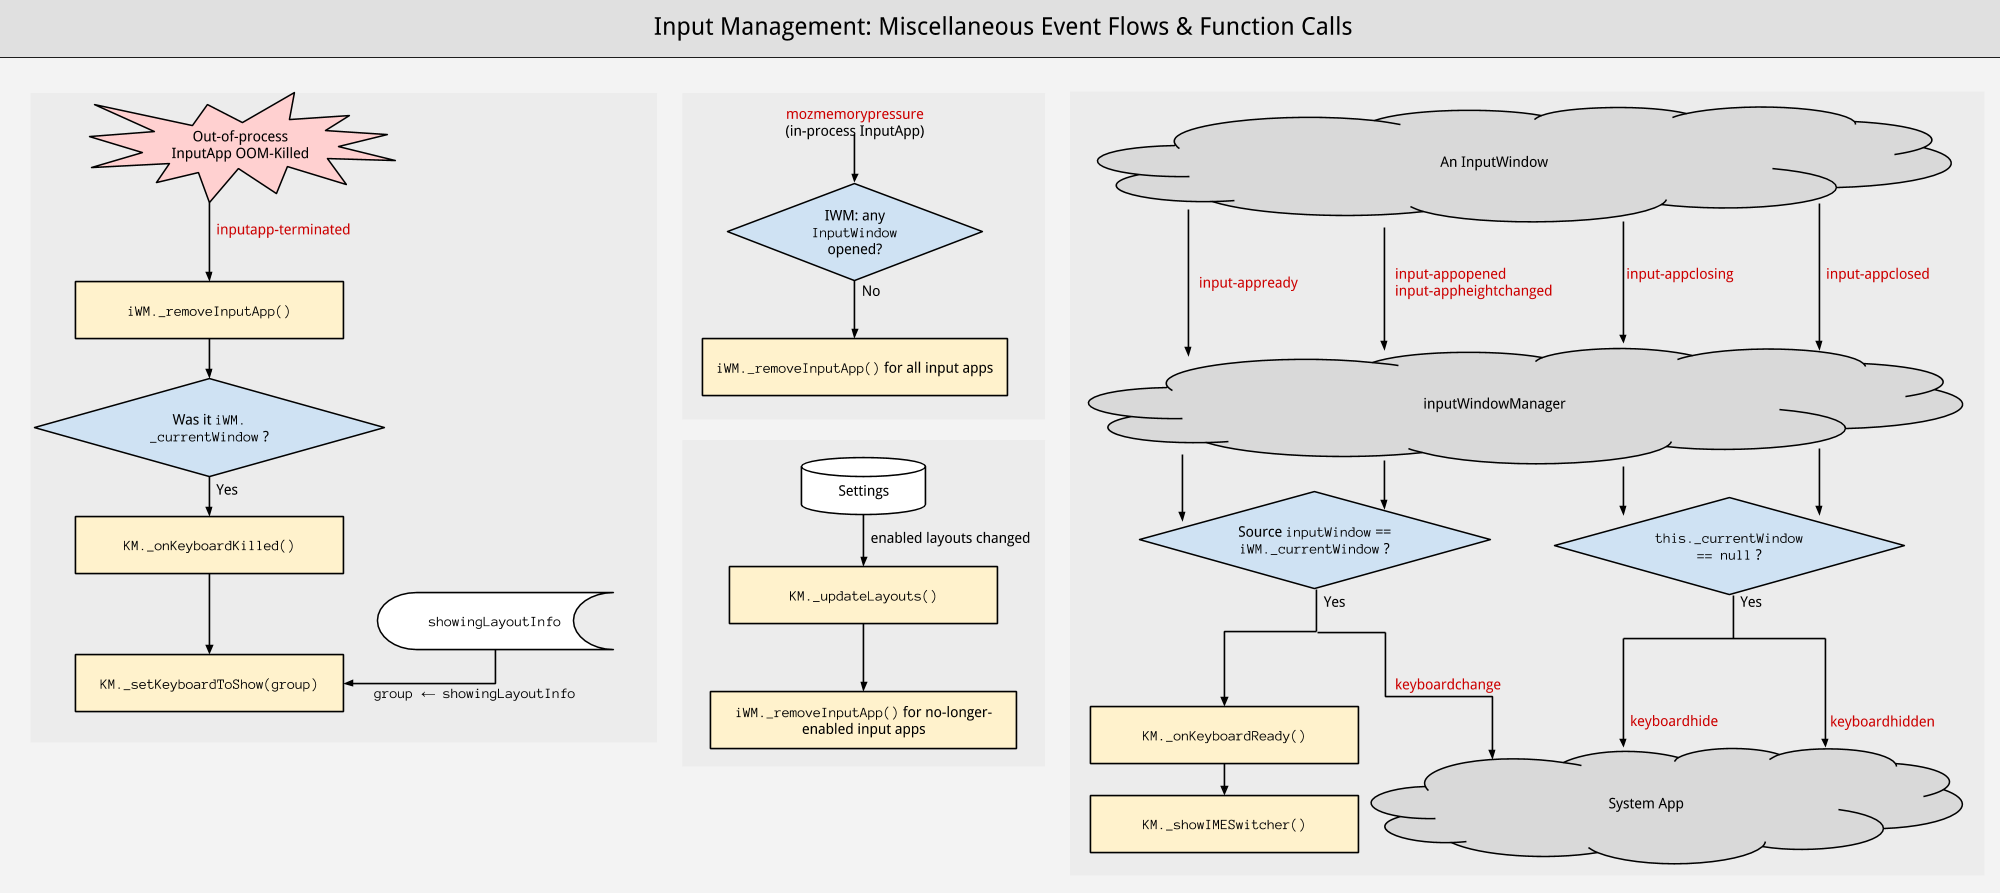 Input Management: Miscellaneous Event Flows & Function Calls
Out-of-process
InputApp OOM-Killed
inputapp-terminated
iWM._removeInputApp()
Was it iWM.
_currentWindow ?
Yes
KM._onKeyboardKilled()
showingLayoutInfo
KM._setKeyboardToShow(group)
group ← showingLayoutInfo
mozmemorypressure
(in-process InputApp)
IWM: any
InputWindow
opened?
No
iWM._removeInputApp() for all input apps
Settings
enabled layouts changed
KM._updateLayouts()
iWM._removeInputApp() for no-longer-
enabled input apps
An InputWindow
input-appready
input-appopened
input-appheightchanged
input-appclosing
input-appclosed
inputWindowManager
Source inputWindow ==
iWM._currentWindow ?
Yes
this._currentWindow
== null ?
Yes
keyboardchange
keyboardhide
keyboardhidden
KM._onKeyboardReady()
KM._showIMESwitcher()
System App